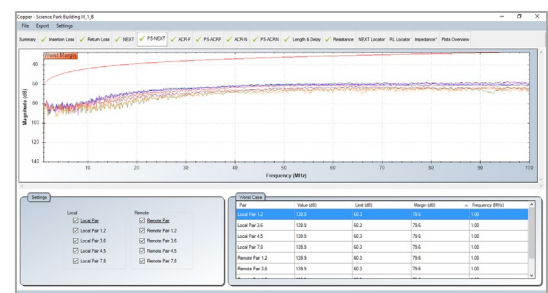 Copper - Science Park Building III_1_B
File Export Settings
Summary Insertion Loss Return Loss NEXT PS-NEXT ACR-F PS-ACRF ACR-N PS-ACRN Length & Delay Resistance NEXT Locator RL Locator Impedance* Plots Overview
Worst Margin
Magnitude (dB)
40
60
80
100
120
140
10 20 30 40 50 60 70 80 90 100
Frequency (MHz)
Settings
Local Remote
Local Pair Remote Pair
Local Pair 1,2 Remote Pair 1,2
Local Pair 3,6 Remote Pair 3,6
Local Pair 4,5 Remote Pair 4,5
Local Pair 7,8 Remote Pair 7,8
Worst Case
Pair Value (dB) Limit (dB) Margin (dB) Frequency (MHz)
Local Pair 1,2 139.9 60.3 79.6 1.00
Local Pair 3,6 139.9 60.3 79.6 1.00
Local Pair 4,5 139.9 60.3 79.6 1.00
Local Pair 7,8 139.9 60.3 79.6 1.00
Remote Pair 1,2 139.9 60.3 79.6 1.00
Remote Pair 3,6 139.9 60.3 79.6 1.00